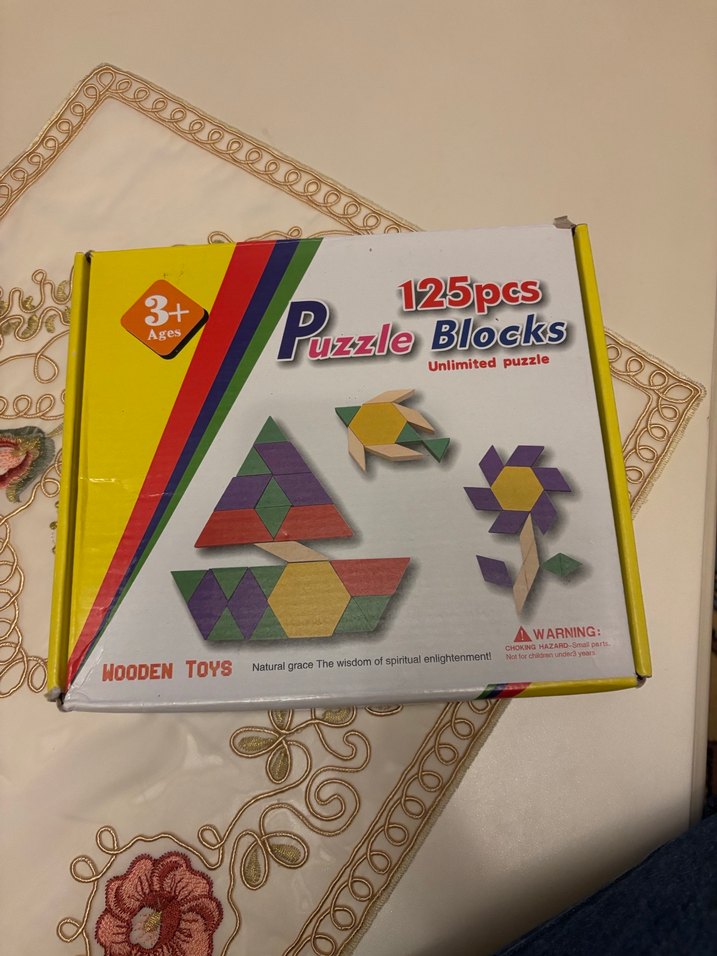 3+
Ages
125pcs
Puzzle Blocks
Unlimited puzzle
WOODEN TOYS
Natural grace The wisdom of spiritual enlightenment!
WARNING:
CHOKING HAZARD-Small parts.
Not for children under3 years